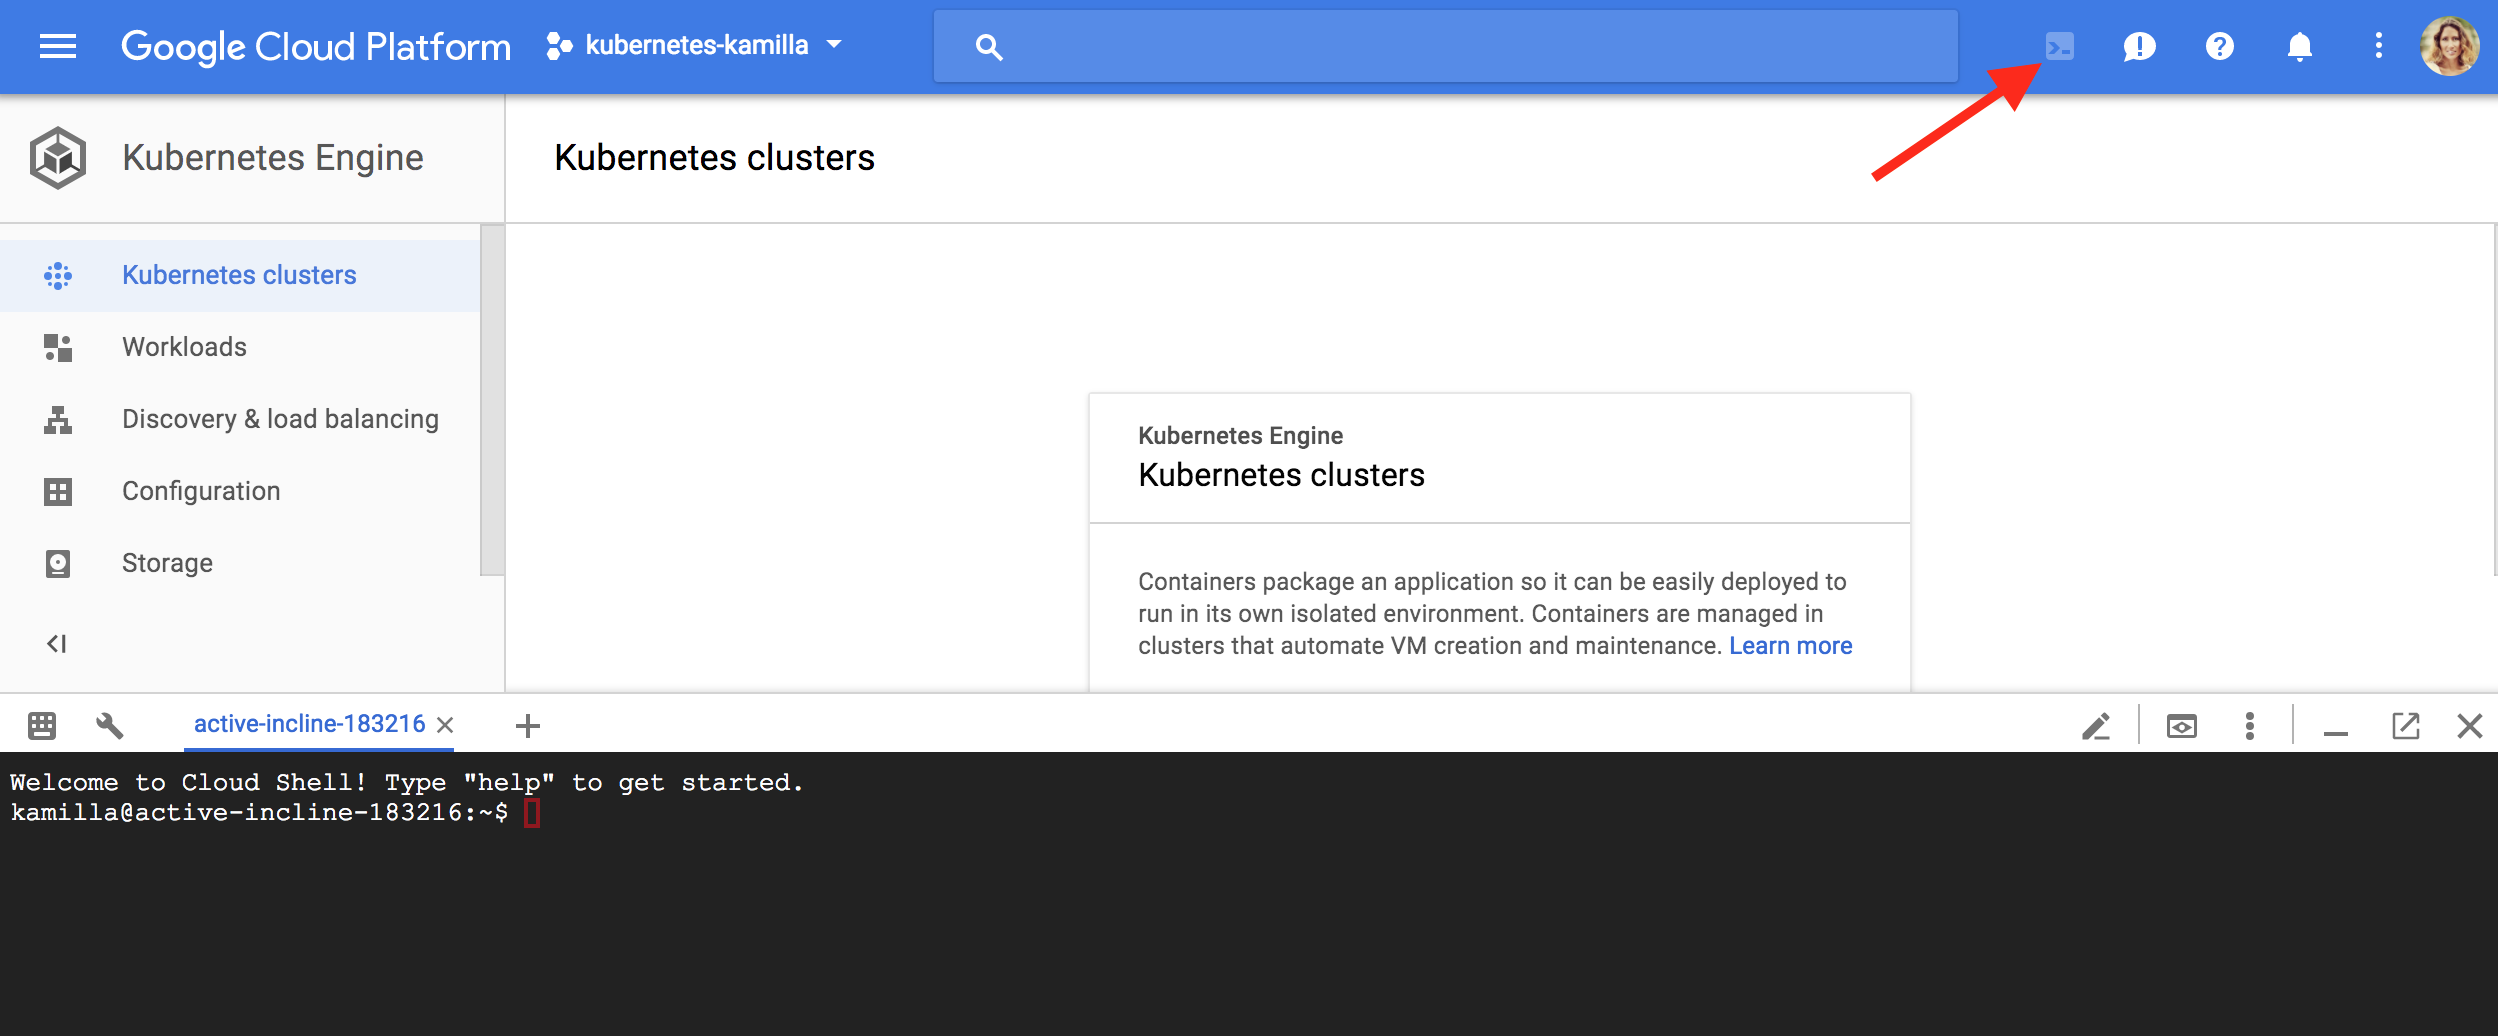 Google Cloud Platform
kubernetes-kamilla
Kubernetes Engine
Kubernetes clusters
Kubernetes clusters
Workloads
Discovery & load balancing
Configuration
Storage
Kubernetes Engine
Kubernetes clusters
Containers package an application so it can be easily deployed to
run in its own isolated environment. Containers are managed in
clusters that automate VM creation and maintenance. Learn more
active-incline-183216
Welcome to Cloud Shell! Type "help" to get started.
kamilla@active-incline-183216:~$